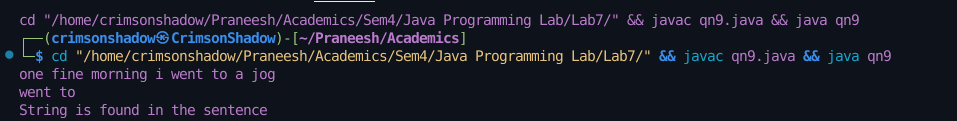 cd "/home/crimsonshadow/Praneesh/Academics/Sem4/Java Programming Lab/Lab7/" && javac qn9.java && java qn9
┌──(crimsonshadow㉿CrimsonShadow)-[~/Praneesh/Academics]
└─$ cd "/home/crimsonshadow/Praneesh/Academics/Sem4/Java Programming Lab/Lab7/" && javac qn9.java && java qn9
one fine morning i went to a jog
went to
String is found in the sentence